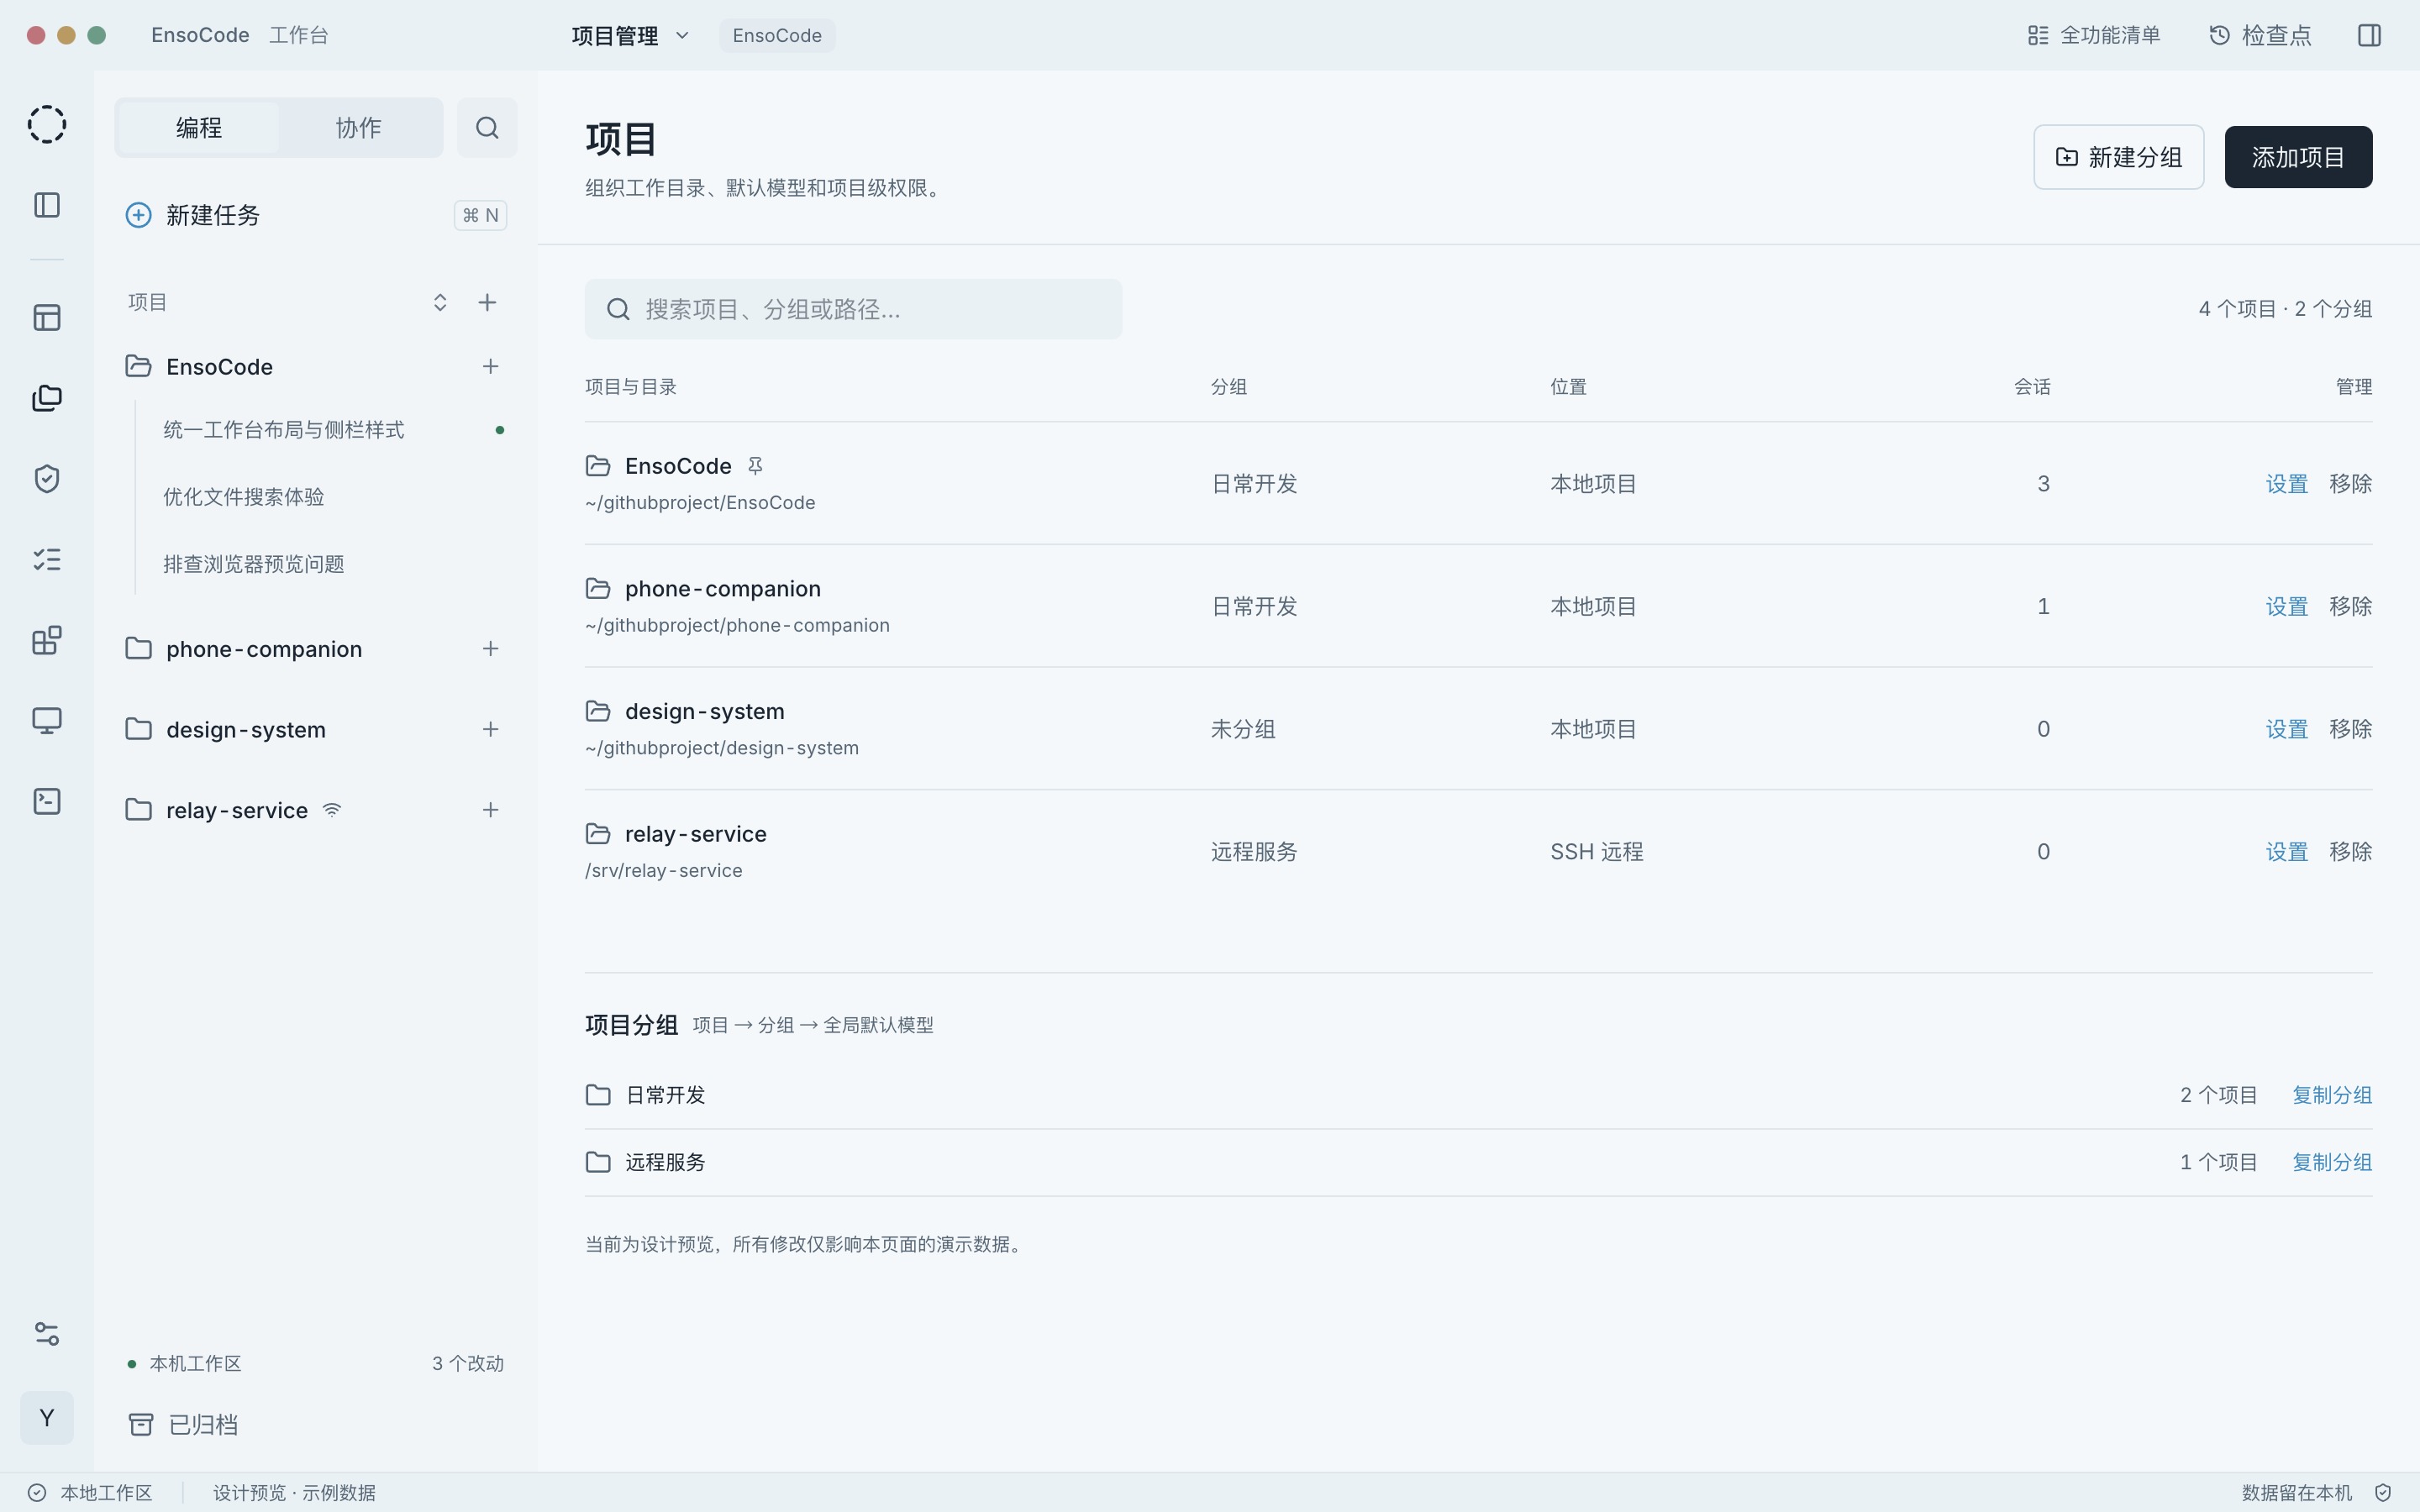 EnsoCode 工作台
项目管理
EnsoCode
全功能清单
检查点
编程
协作
新建任务
⌘ N
项目
EnsoCode
统一工作台布局与侧栏样式
优化文件搜索体验
排查浏览器预览问题
phone-companion
design-system
relay-service
本机工作区
3 个改动
已归档
Y
项目
组织工作目录、默认模型和项目级权限。
新建分组
添加项目
搜索项目、分组或路径...
4 个项目 · 2 个分组
项目与目录 分组 位置 会话 管理
EnsoCode
~/githubproject/EnsoCode
日常开发 本地项目 3 设置 移除
phone-companion
~/githubproject/phone-companion
日常开发 本地项目 1 设置 移除
design-system
~/githubproject/design-system
未分组 本地项目 0 设置 移除
relay-service
/srv/relay-service
远程服务 SSH 远程 0 设置 移除
项目分组 项目 → 分组 → 全局默认模型
日常开发 2 个项目 复制分组
远程服务 1 个项目 复制分组
当前为设计预览，所有修改仅影响本页面的演示数据。
本地工作区
设计预览 · 示例数据
数据留在本机